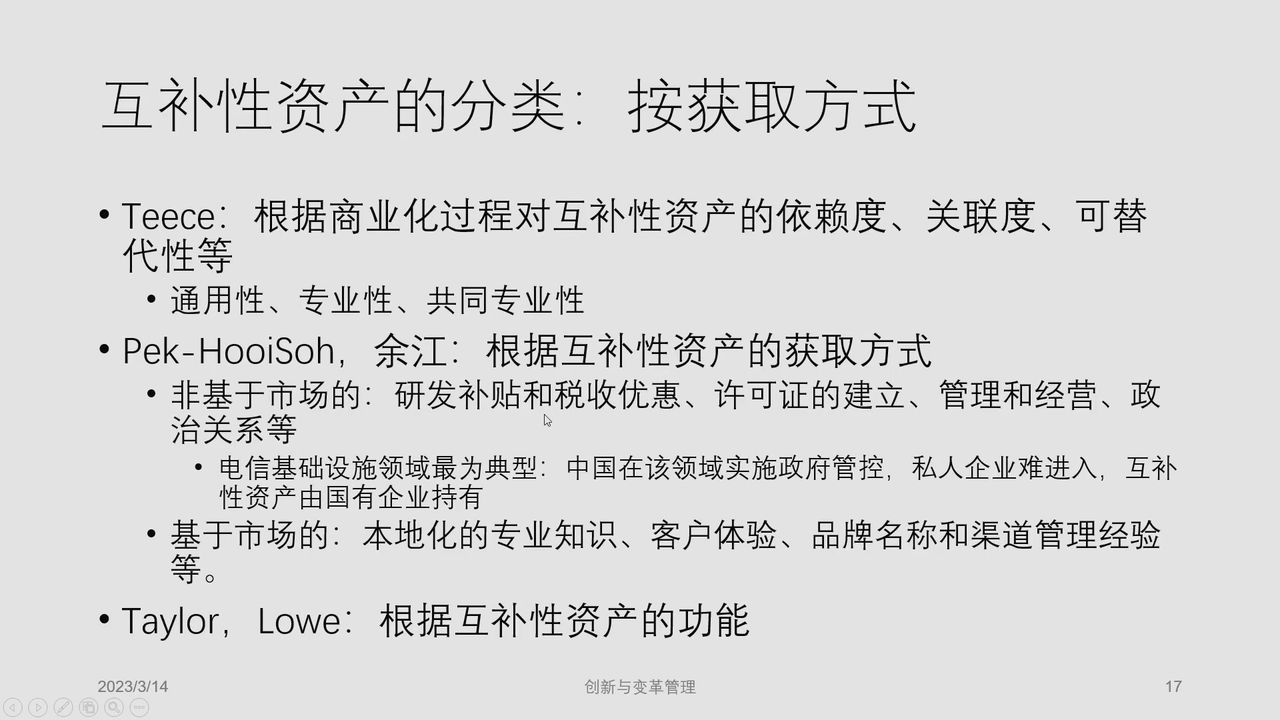 互补性资产的分类：按获取方式
• Teece：根据商业化过程对互补性资产的依赖度、关联度、可替
代性等
• 通用性、专业性、共同专业性
• Pek-HooiSoh，余江：根据互补性资产的获取方式
• 非基于市场的：研发补贴和税收优惠、许可证的建立、管理和经营、政
治关系等
• 电信基础设施领域最为典型：中国在该领域实施政府管控，私人企业难进入，互补
性资产由国有企业持有
• 基于市场的：本地化的专业知识、客户体验、品牌名称和渠道管理经验
等。
• Taylor，Lowe：根据互补性资产的功能
2023/3/14
创新与变革管理
17